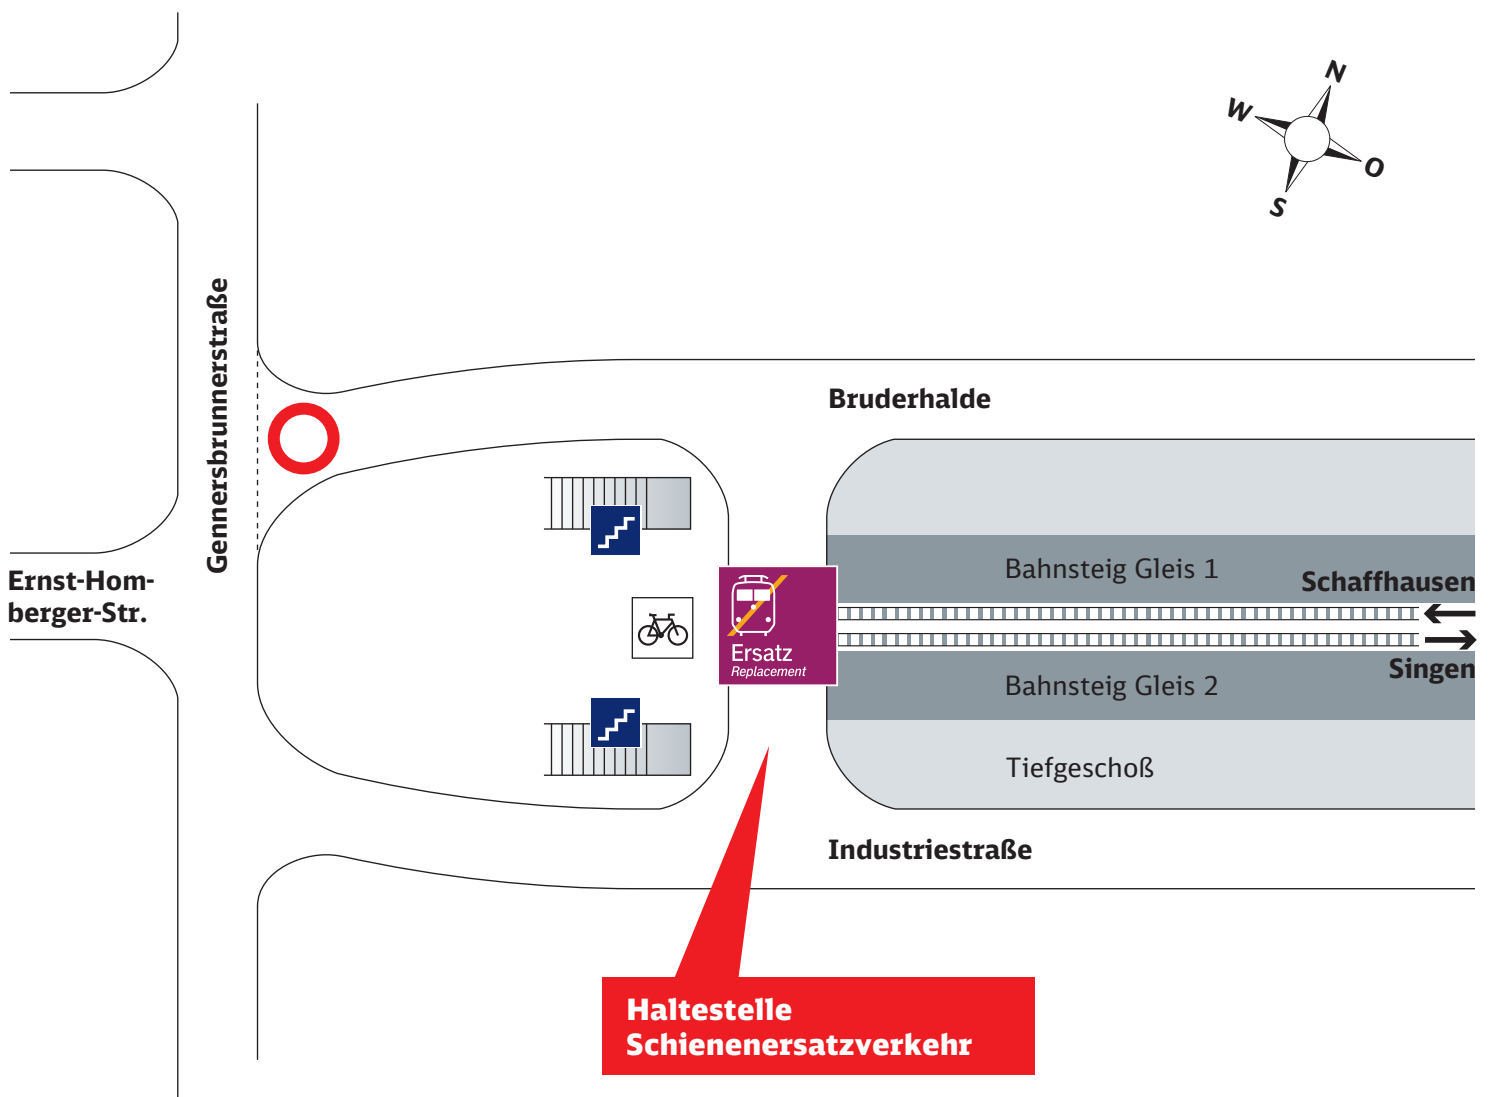 N
W
O
S
Gennersbrunnerstraße
Bruderhalde
Ernst-Hom-
berger-Str.
Bahnsteig Gleis 1
Schaffhausen
Ersatz
Replacement
Singen
Bahnsteig Gleis 2
Tiefgeschoß
Industriestraße
Haltestelle
Schienenersatzverkehr